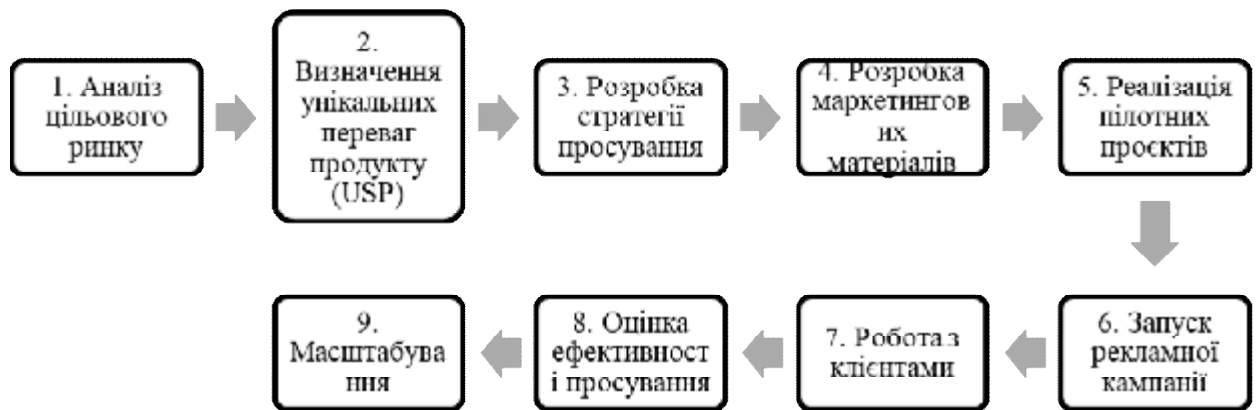 1. Аналіз
цільового
ринку
2.
Визначення
унікальних
переваг
продукту
(USP)
3. Розробка
стратегії
просування
4. Розробка
маркетингов
их
матеріалів
5. Реалізація
пілотних
проєктів
6. Запуск
рекламної
кампанії
7. Робота з
клієнтами
8. Оцінка
ефективност
і просування
9.
Масштабува
ння